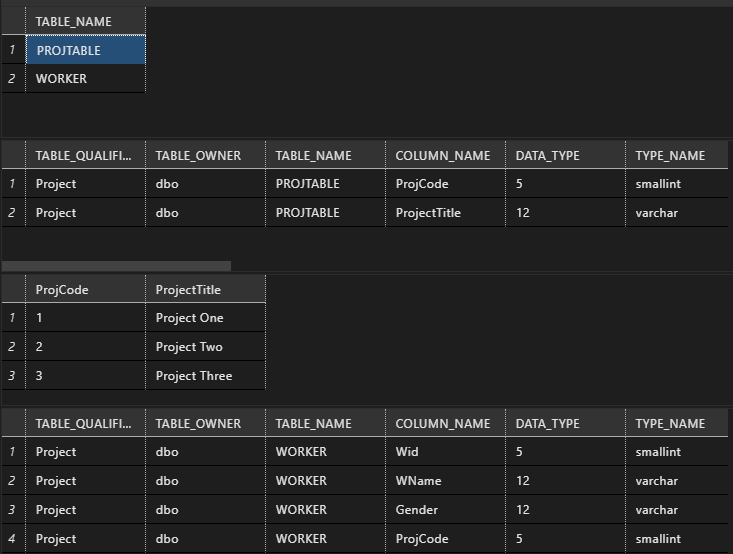 TABLE_NAME
1 PROJTABLE
2 WORKER
TABLE_QUALIFI... TABLE_OWNER TABLE_NAME COLUMN_NAME DATA_TYPE TYPE_NAME
1 Project dbo PROJTABLE ProjCode 5 smallint
2 Project dbo PROJTABLE ProjectTitle 12 varchar
ProjCode ProjectTitle
1 1 Project One
2 2 Project Two
3 3 Project Three
TABLE_QUALIFI... TABLE_OWNER TABLE_NAME COLUMN_NAME DATA_TYPE TYPE_NAME
1 Project dbo WORKER Wid 5 smallint
2 Project dbo WORKER WName 12 varchar
3 Project dbo WORKER Gender 12 varchar
4 Project dbo WORKER ProjCode 5 smallint